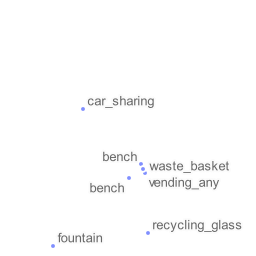 car_sharing
bench
waste_basket
vending_any
bench
recycling_glass
fountain